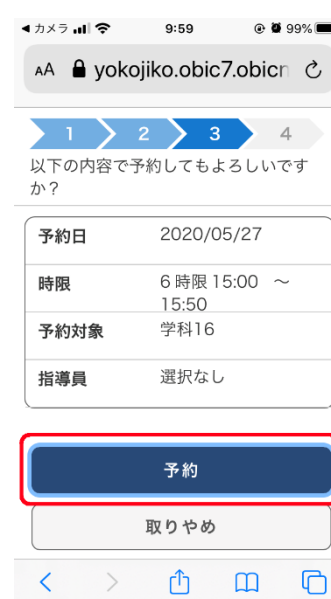 カメラ 9:59 99%
AA yokojiko.obic7.obicn
1 2 3 4
以下の内容で予約してもよろしいです
か？
予約日 2020/05/27
時限 6時限 15:00 ～
15:50
予約対象 学科16
指導員 選択なし
予約
取りやめ